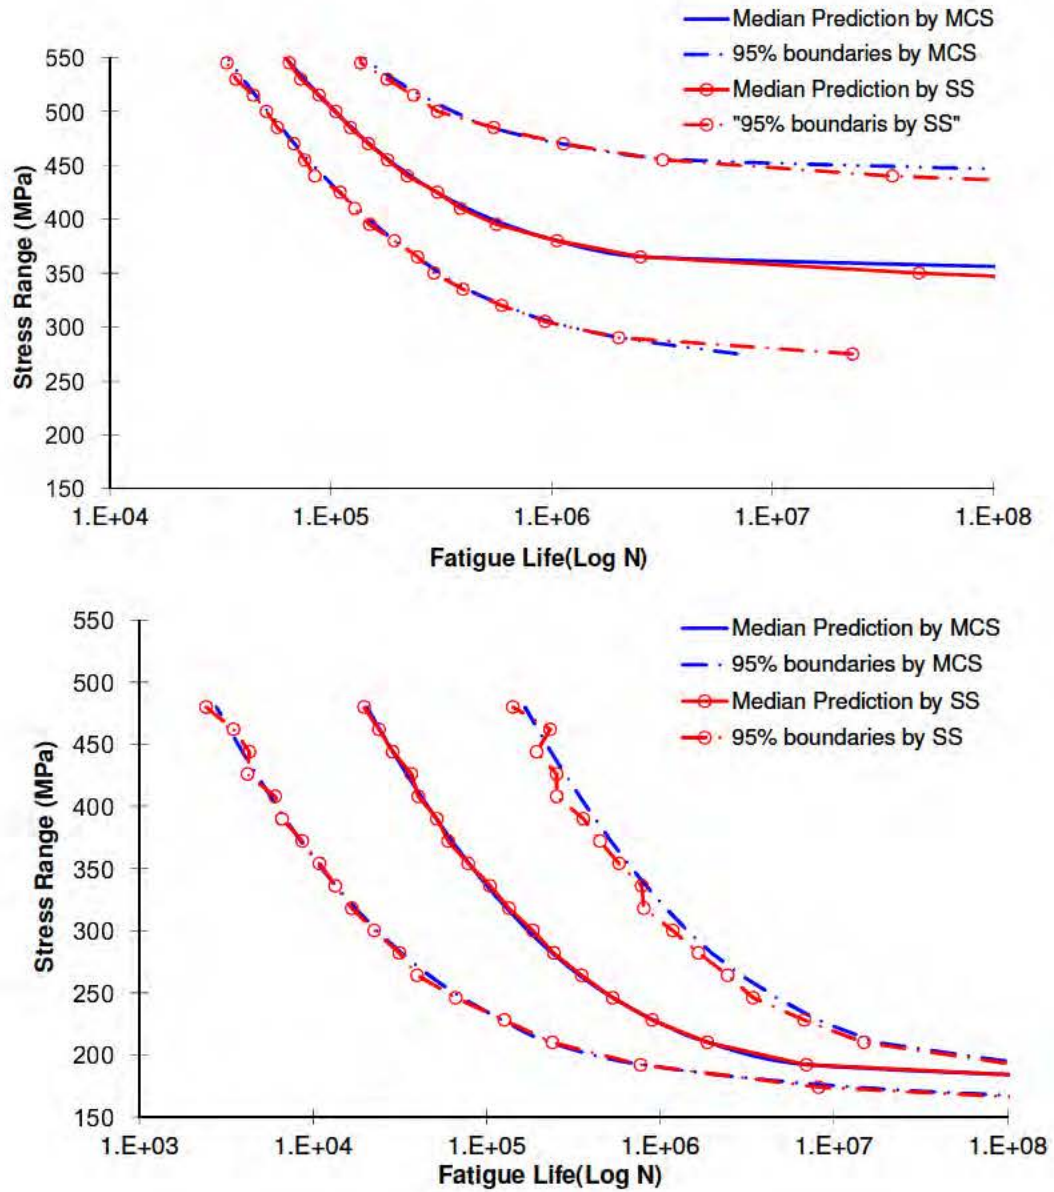 Median Prediction by MCS
95% boundaries by MCS
Median Prediction by SS
"95% boundaris by SS"
550
500
450
400
350
300
250
200
150
Stress Range (MPa)
1.E+04 1.E+05 1.E+06 1.E+07 1.E+08
Fatigue Life(Log N)
Median Prediction by MCS
95% boundaries by MCS
Median Prediction by SS
95% boundaries by SS
550
500
450
400
350
300
250
200
150
Stress Range (MPa)
1.E+03 1.E+04 1.E+05 1.E+06 1.E+07 1.E+08
Fatigue Life(Log N)